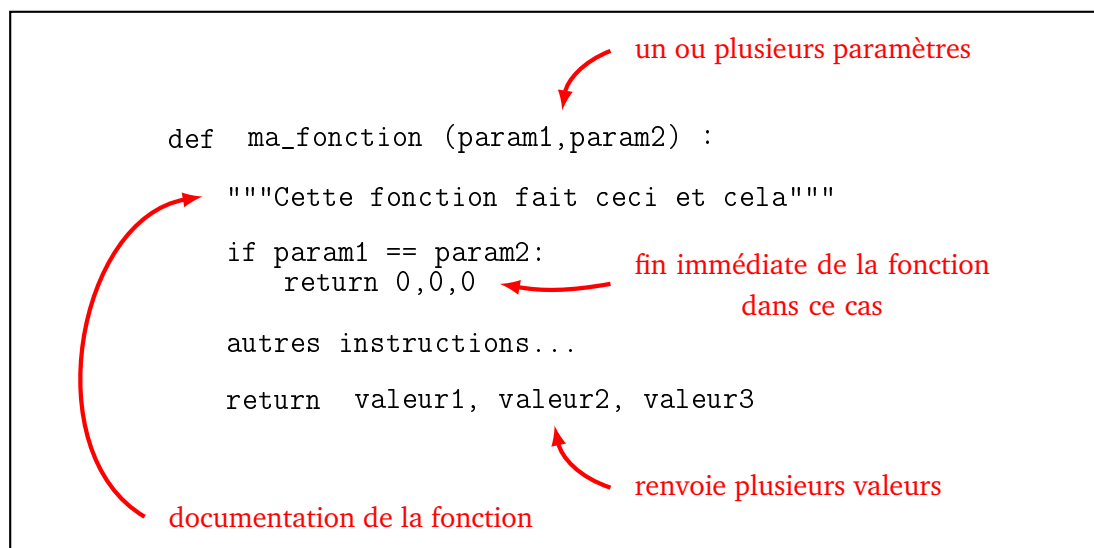 un ou plusieurs paramètres
def ma_fonction (param1,param2) :
"""Cette fonction fait ceci et cela"""
if param1 == param2:
return 0,0,0
fin immédiate de la fonction
dans ce cas
autres instructions...
return valeur1, valeur2, valeur3
renvoie plusieurs valeurs
documentation de la fonction